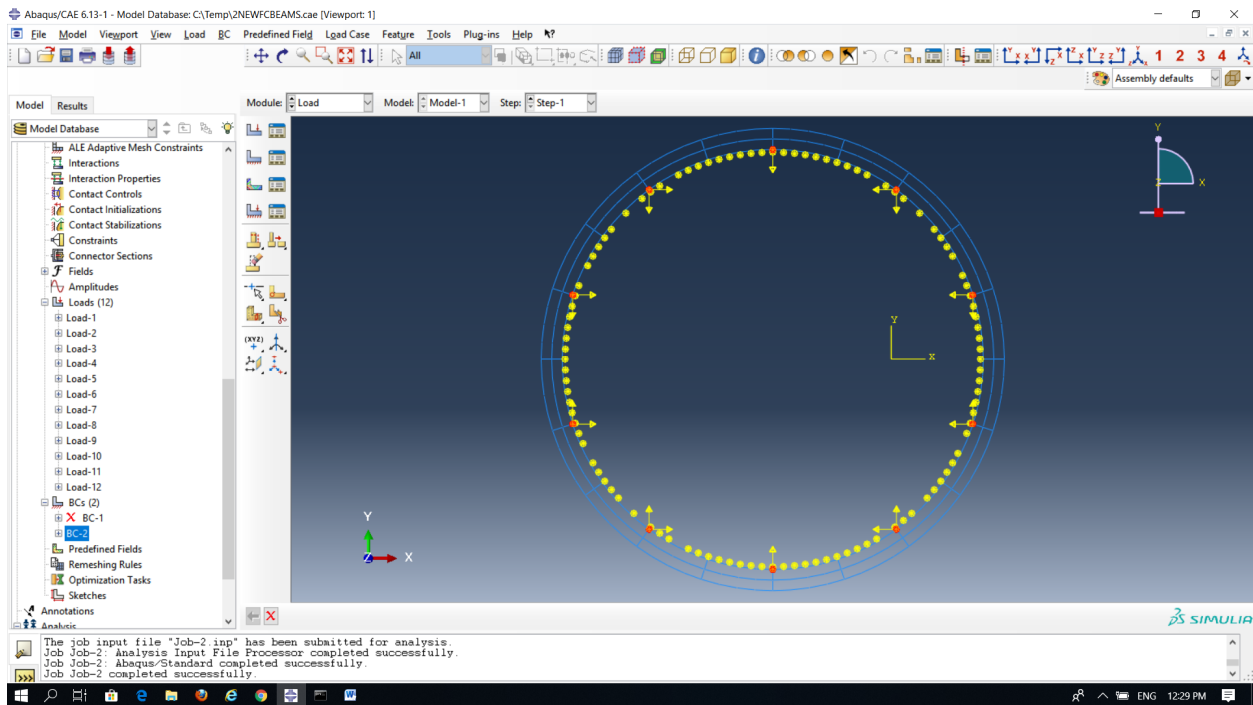 Abaqus/CAE 6.13-1 - Model Database: C:\Temp\2NEWFCBEAMS.cae [Viewport: 1]
File Model Viewport View Load BC Predefined Field Load Case Feature Tools Plug-ins Help
All
1 2 3 4
Assembly defaults
Model Results
Module: Load Model: Model-1 Step: Step-1
Model Database
ALE Adaptive Mesh Constraints
Interactions
Interaction Properties
Contact Controls
Contact Initializations
Contact Stabilizations
Constraints
Connector Sections
Fields
Amplitudes
Loads (12)
Load-1
Load-2
Load-3
Load-4
Load-5
Load-6
Load-7
Load-8
Load-9
Load-10
Load-11
Load-12
BCs (2)
BC-1
BC-2
Predefined Fields
Remeshing Rules
Optimization Tasks
Sketches
Annotations
Analysis
(XYZ)
Y
X
Z
Y
X
Y
X
Z
SIMULIA
The job input file "Job-2.inp" has been submitted for analysis.
Job Job-2: Analysis Input File Processor completed successfully.
Job Job-2: Abaqus/Standard completed successfully.
Job Job-2 completed successfully.
ENG 12:29 PM